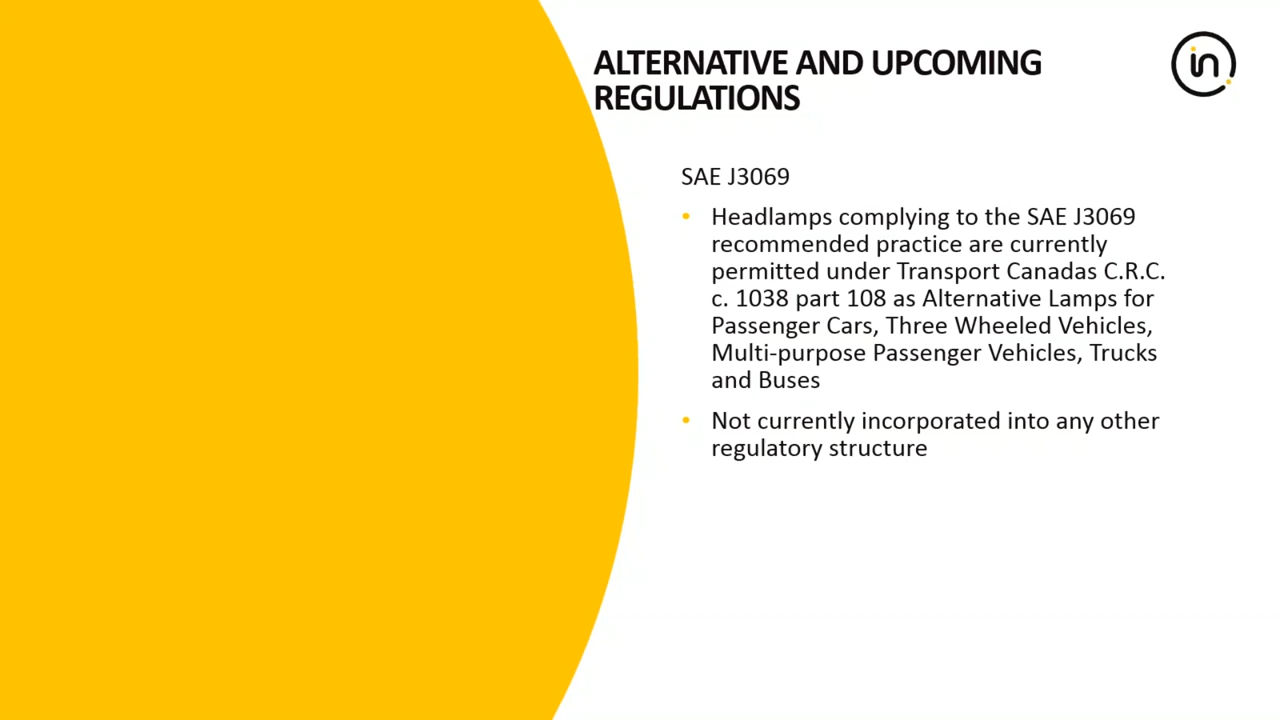 ALTERNATIVE AND UPCOMING
REGULATIONS
in
SAE J3069
• Headlamps complying to the SAE J3069
recommended practice are currently
permitted under Transport Canadas C.R.C.
c. 1038 part 108 as Alternative Lamps for
Passenger Cars, Three Wheeled Vehicles,
Multi-purpose Passenger Vehicles, Trucks
and Buses
• Not currently incorporated into any other
regulatory structure